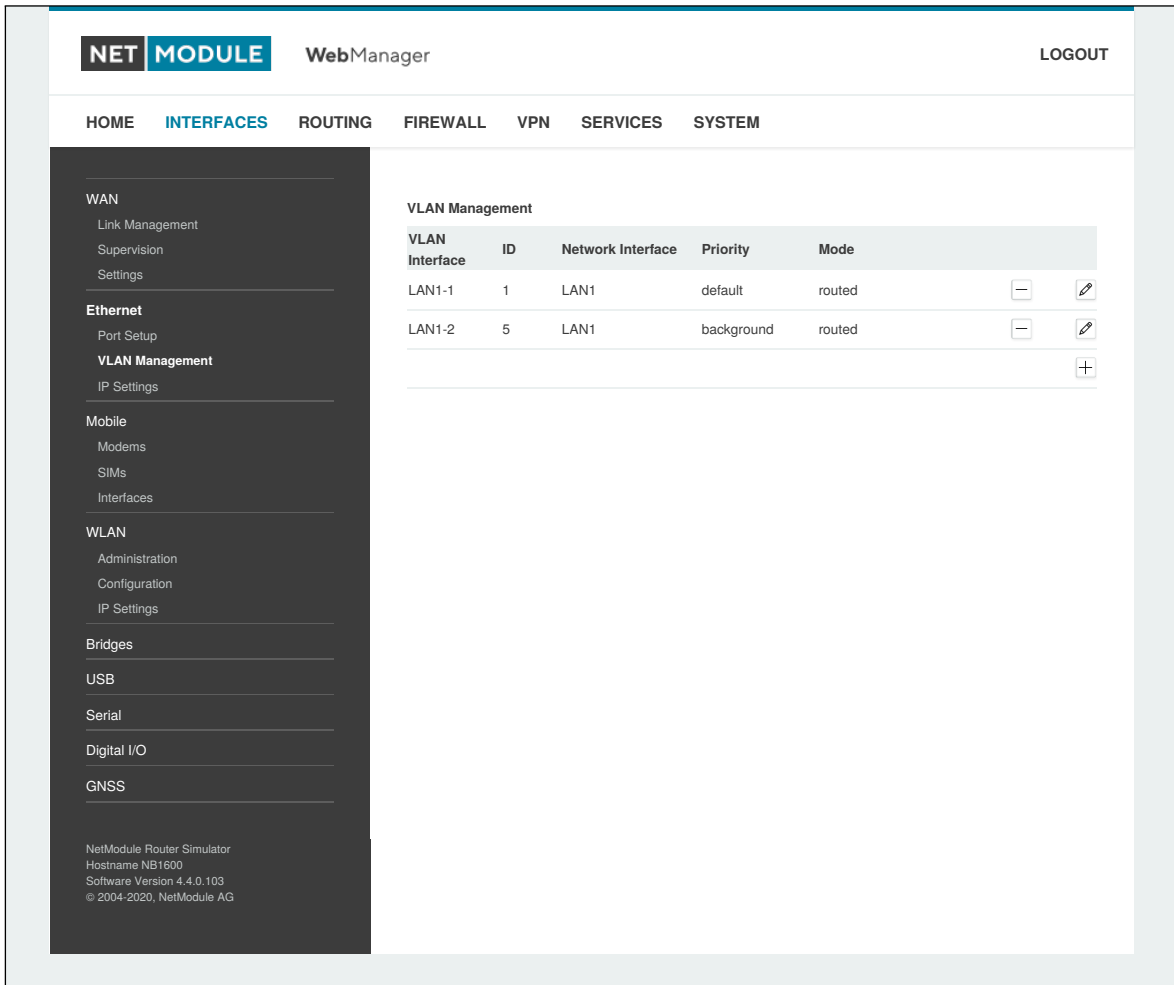 NET MODULE WebManager LOGOUT
HOME INTERFACES ROUTING FIREWALL VPN SERVICES SYSTEM
WAN
Link Management
Supervision
Settings
Ethernet
Port Setup
VLAN Management
IP Settings
Mobile
Modems
SIMs
Interfaces
WLAN
Administration
Configuration
IP Settings
Bridges
USB
Serial
Digital I/O
GNSS
NetModule Router Simulator
Hostname NB1600
Software Version 4.4.0.103
© 2004-2020, NetModule AG
VLAN Management
VLAN
Interface ID Network Interface Priority Mode
LAN1-1 1 LAN1 default routed
LAN1-2 5 LAN1 background routed